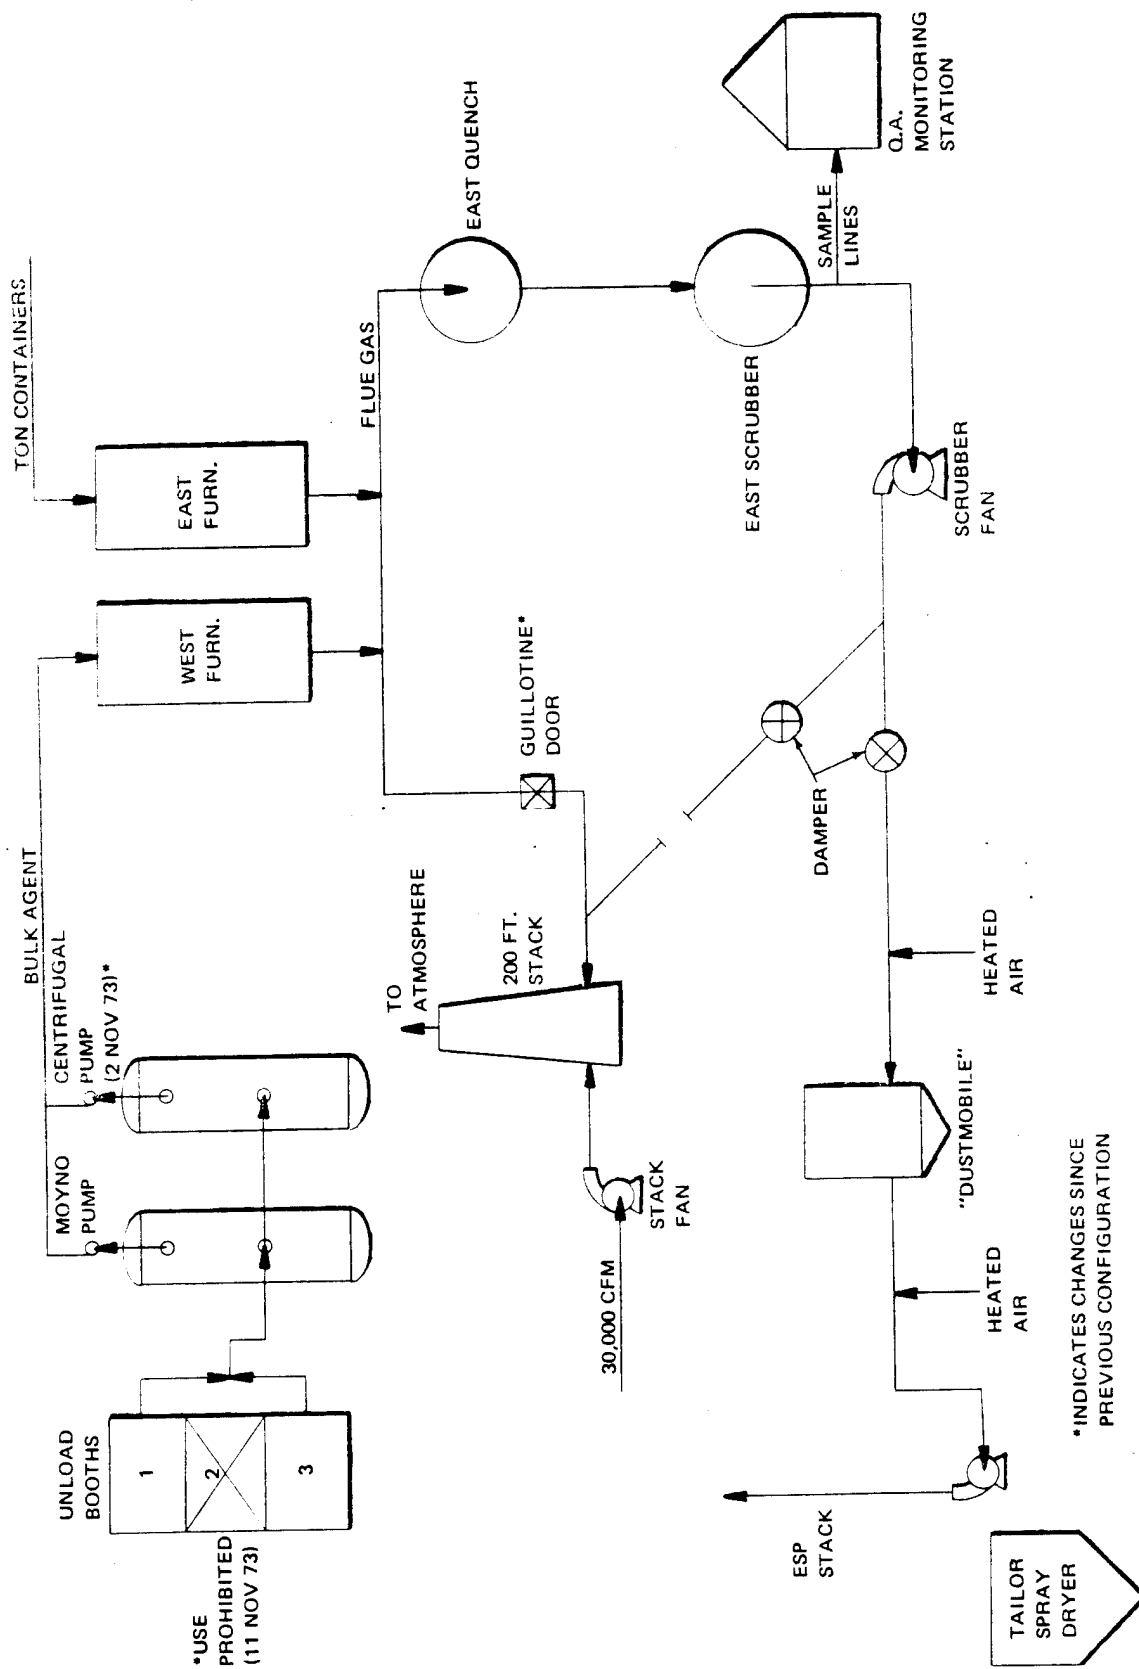 UNLOAD
BOOTHS
1
2
3
*USE
PROHIBITED
(11 NOV 73)
MOYNO
PUMP
CENTRIFUGAL
PUMP
(2 NOV 73)*
BULK AGENT
TON CONTAINERS
WEST
FURN.
EAST
FURN.
FLUE GAS
EAST QUENCH
GUILLOTINE*
DOOR
TO
ATMOSPHERE
200 FT.
STACK
30,000 CFM
STACK
FAN
EAST SCRUBBER
SAMPLE
LINES
Q.A.
MONITORING
STATION
SCRUBBER
FAN
DAMPER
HEATED
AIR
"DUSTMOBILE"
HEATED
AIR
ESP
STACK
TAILOR
SPRAY
DRYER
*INDICATES CHANGES SINCE
PREVIOUS CONFIGURATION